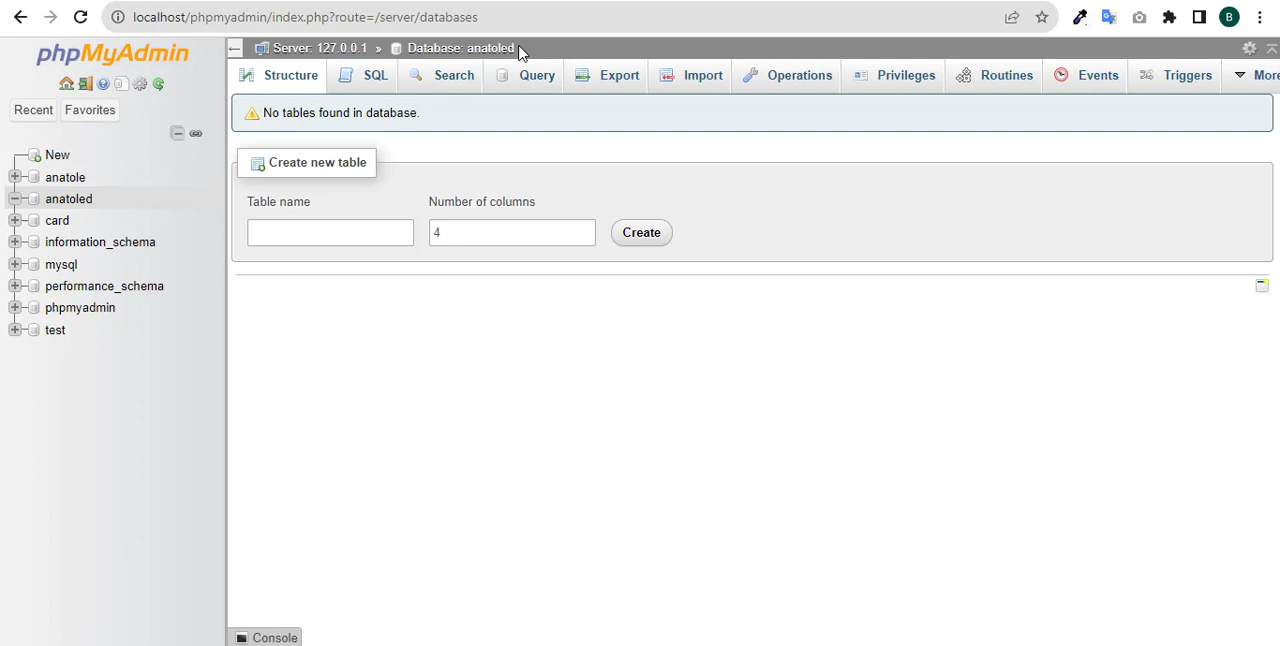 localhost/phpmyadmin/index.php?route=/server/databases
B
phpMyAdmin
Recent Favorites
New
anatole
anatoled
card
information_schema
mysql
performance_schema
phpmyadmin
test
Server: 127.0.0.1 » Database: anatoled
Structure SQL Search Query Export Import Operations Privileges Routines Events Triggers More
No tables found in database.
Create new table
Table name Number of columns
4 Create
Console